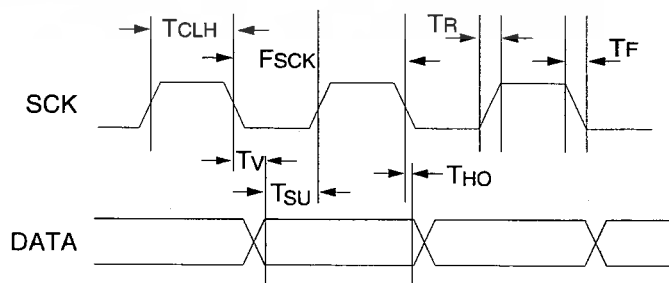 TCLH
FSCK
TR
TF
SCK
TV
TSU
THO
DATA